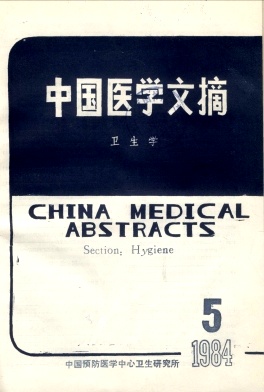 中国医学文摘
卫生学
CHINA MEDICAL
ABSTRACTS
Section: Hygiene
5
1984
中国预防医学中心卫生研究所